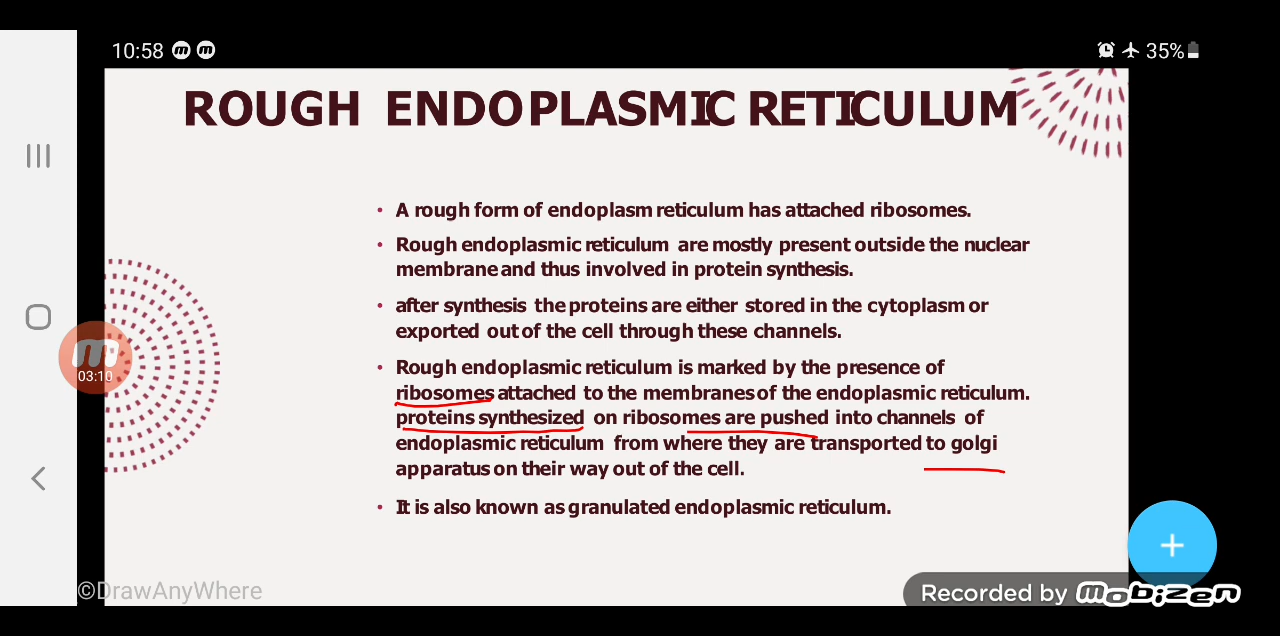 10:58
35%
ROUGH ENDOPLASMIC RETICULUM
• A rough form of endoplasm reticulum has attached ribosomes.
• Rough endoplasmic reticulum are mostly present outside the nuclear
membrane and thus involved in protein synthesis.
• after synthesis the proteins are either stored in the cytoplasm or
exported out of the cell through these channels.
• Rough endoplasmic reticulum is marked by the presence of
ribosomes attached to the membranes of the endoplasmic reticulum.
proteins synthesized on ribosomes are pushed into channels of
endoplasmic reticulum from where they are transported to golgi
apparatus on their way out of the cell.
• It is also known as granulated endoplasmic reticulum.
03:10
©DrawAnyWhere
Recorded by mobizen